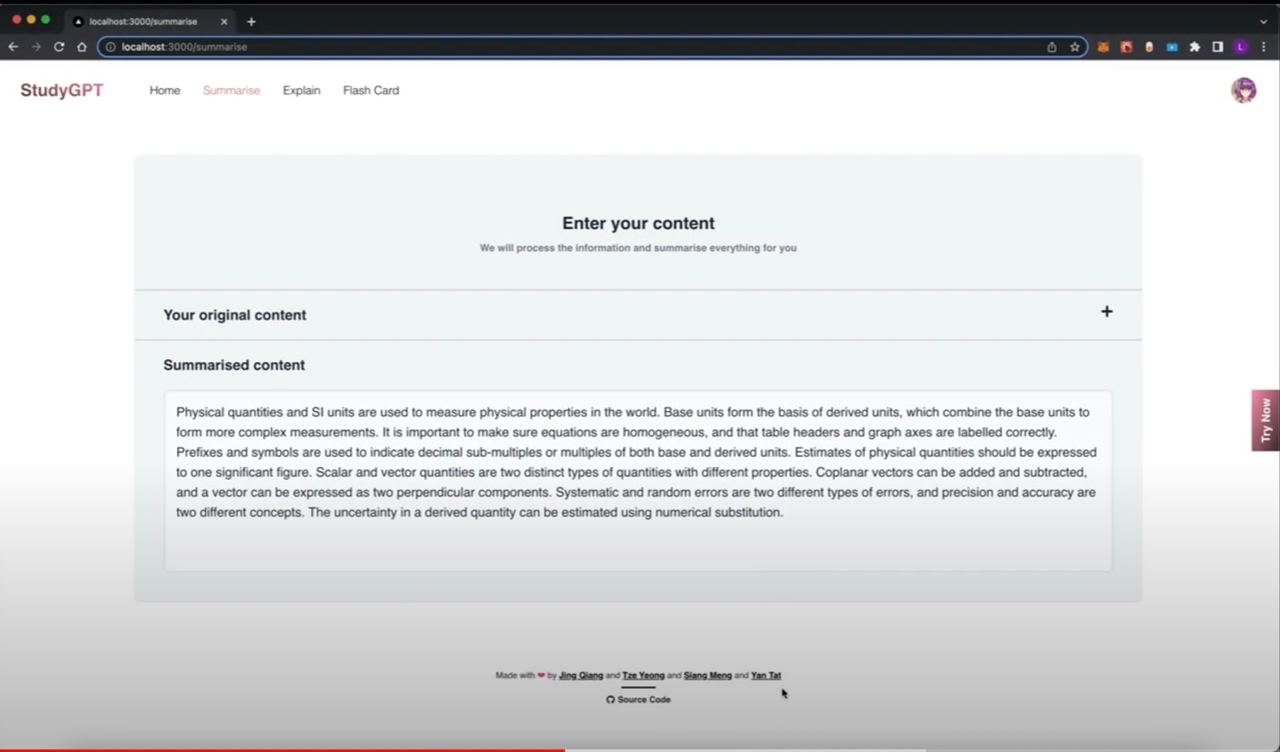 localhost:3000/summarise
localhost:3000/summarise
L
StudyGPT Home Summarise Explain Flash Card
Enter your content
We will process the information and summarise everything for you
Your original content
Summarised content
Physical quantities and SI units are used to measure physical properties in the world. Base units form the basis of derived units, which combine the base units to
form more complex measurements. It is important to make sure equations are homogeneous, and that table headers and graph axes are labelled correctly.
Prefixes and symbols are used to indicate decimal sub-multiples or multiples of both base and derived units. Estimates of physical quantities should be expressed
to one significant figure. Scalar and vector quantities are two distinct types of quantities with different properties. Coplanar vectors can be added and subtracted,
and a vector can be expressed as two perpendicular components. Systematic and random errors are two different types of errors, and precision and accuracy are
two different concepts. The uncertainty in a derived quantity can be estimated using numerical substitution.
Try Now
Made with ❤ by Jing Qiang and Tze Yeong and Siang Meng and Yan Tat
Source Code